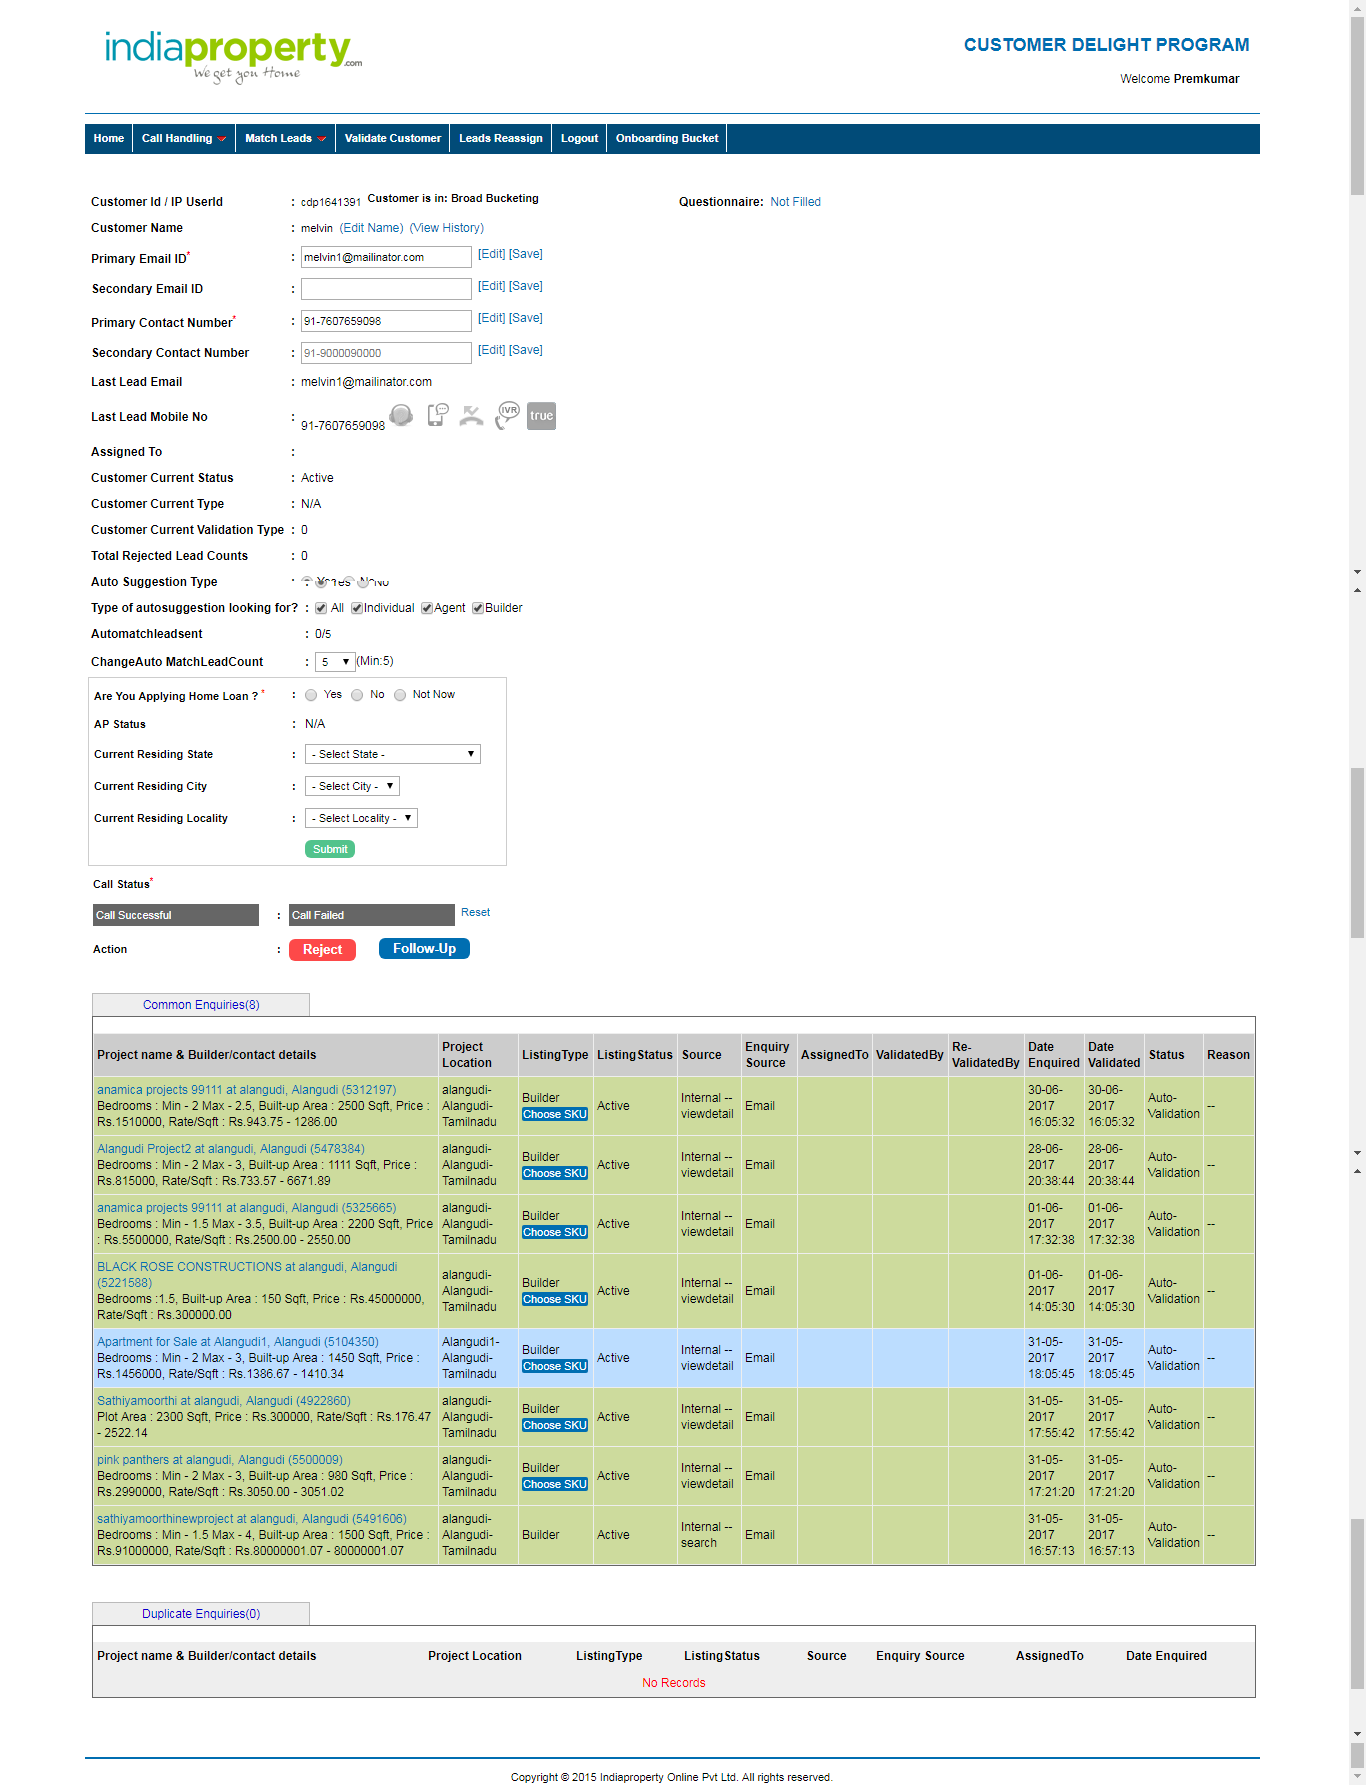 indiaproperty.com
We get you Home
CUSTOMER DELIGHT PROGRAM
Welcome Premkumar
Home Call Handling Match Leads Validate Customer Leads Reassign Logout Onboarding Bucket
Customer Id / IP UserId : cdp1641391 Customer is in: Broad Bucketing Questionnaire: Not Filled
Customer Name : melvin (Edit Name) (View History)
Primary Email ID* : melvin1@mailinator.com [Edit] [Save]
Secondary Email ID : [Edit] [Save]
Primary Contact Number* : 91-7607659098 [Edit] [Save]
Secondary Contact Number : 91-9000090000 [Edit] [Save]
Last Lead Email : melvin1@mailinator.com
Last Lead Mobile No : 91-7607659098 IVR true
Assigned To :
Customer Current Status : Active
Customer Current Type : N/A
Customer Current Validation Type : 0
Total Rejected Lead Counts : 0
Auto Suggestion Type : Yes No
Type of autosuggestion looking for? : All Individual Agent Builder
Automatchleadsent : 0/5
ChangeAuto MatchLeadCount : 5 (Min:5)
Are You Applying Home Loan ? * : Yes No Not Now
AP Status : N/A
Current Residing State : - Select State -
Current Residing City : - Select City -
Current Residing Locality : - Select Locality -
Submit
Call Status*
Call Successful : Call Failed Reset
Action : Reject Follow-Up
Common Enquiries(8)
Project name & Builder/contact details Project Location ListingType ListingStatus Source Enquiry Source AssignedTo ValidatedBy Re-ValidatedBy Date Enquired Date Validated Status Reason
anamica projects 99111 at alangudi, Alangudi (5312197)
Bedrooms : Min - 2 Max - 2.5, Built-up Area : 2500 Sqft, Price :
Rs.1510000, Rate/Sqft : Rs.943.75 - 1286.00
alangudi-Alangudi-Tamilnadu Builder Choose SKU Active Internal -- viewdetail Email 30-06-2017 16:05:32 30-06-2017 16:05:32 Auto-Validation --
Alangudi Project2 at alangudi, Alangudi (5478384)
Bedrooms : Min - 2 Max - 3, Built-up Area : 1111 Sqft, Price :
Rs.815000, Rate/Sqft : Rs.733.57 - 6671.89
alangudi-Alangudi-Tamilnadu Builder Choose SKU Active Internal -- viewdetail Email 28-06-2017 20:38:44 28-06-2017 20:38:44 Auto-Validation --
anamica projects 99111 at alangudi, Alangudi (5325665)
Bedrooms : Min - 1.5 Max - 3.5, Built-up Area : 2200 Sqft, Price
: Rs.5500000, Rate/Sqft : Rs.2500.00 - 2550.00
alangudi-Alangudi-Tamilnadu Builder Choose SKU Active Internal -- viewdetail Email 01-06-2017 17:32:38 01-06-2017 17:32:38 Auto-Validation --
BLACK ROSE CONSTRUCTIONS at alangudi, Alangudi
(5221588)
Bedrooms :1.5, Built-up Area : 150 Sqft, Price : Rs.45000000,
Rate/Sqft : Rs.300000.00
alangudi-Alangudi-Tamilnadu Builder Choose SKU Active Internal -- viewdetail Email 01-06-2017 14:05:30 01-06-2017 14:05:30 Auto-Validation --
Apartment for Sale at Alangudi1, Alangudi (5104350)
Bedrooms : Min - 2 Max - 3, Built-up Area : 1450 Sqft, Price :
Rs.1456000, Rate/Sqft : Rs.1386.67 - 1410.34
Alangudi1-Alangudi-Tamilnadu Builder Choose SKU Active Internal -- viewdetail Email 31-05-2017 18:05:45 31-05-2017 18:05:45 Auto-Validation --
Sathiyamoorthi at alangudi, Alangudi (4922860)
Plot Area : 2300 Sqft, Price : Rs.300000, Rate/Sqft : Rs.176.47
- 2522.14
alangudi-Alangudi-Tamilnadu Builder Choose SKU Active Internal -- viewdetail Email 31-05-2017 17:55:42 31-05-2017 17:55:42 Auto-Validation --
pink panthers at alangudi, Alangudi (5500009)
Bedrooms : Min - 2 Max - 3, Built-up Area : 980 Sqft, Price :
Rs.2990000, Rate/Sqft : Rs.3050.00 - 3051.02
alangudi-Alangudi-Tamilnadu Builder Choose SKU Active Internal -- viewdetail Email 31-05-2017 17:21:20 31-05-2017 17:21:20 Auto-Validation --
sathiyamoorthinewproject at alangudi, Alangudi (5491606)
Bedrooms : Min - 1.5 Max - 4, Built-up Area : 1500 Sqft, Price :
Rs.91000000, Rate/Sqft : Rs.80000001.07 - 80000001.07
alangudi-Alangudi-Tamilnadu Builder Active Internal -- search Email 31-05-2017 16:57:13 31-05-2017 16:57:13 Auto-Validation --
Duplicate Enquiries(0)
Project name & Builder/contact details Project Location ListingType ListingStatus Source Enquiry Source AssignedTo Date Enquired
No Records
Copyright © 2015 Indiaproperty Online Pvt Ltd. All rights reserved.